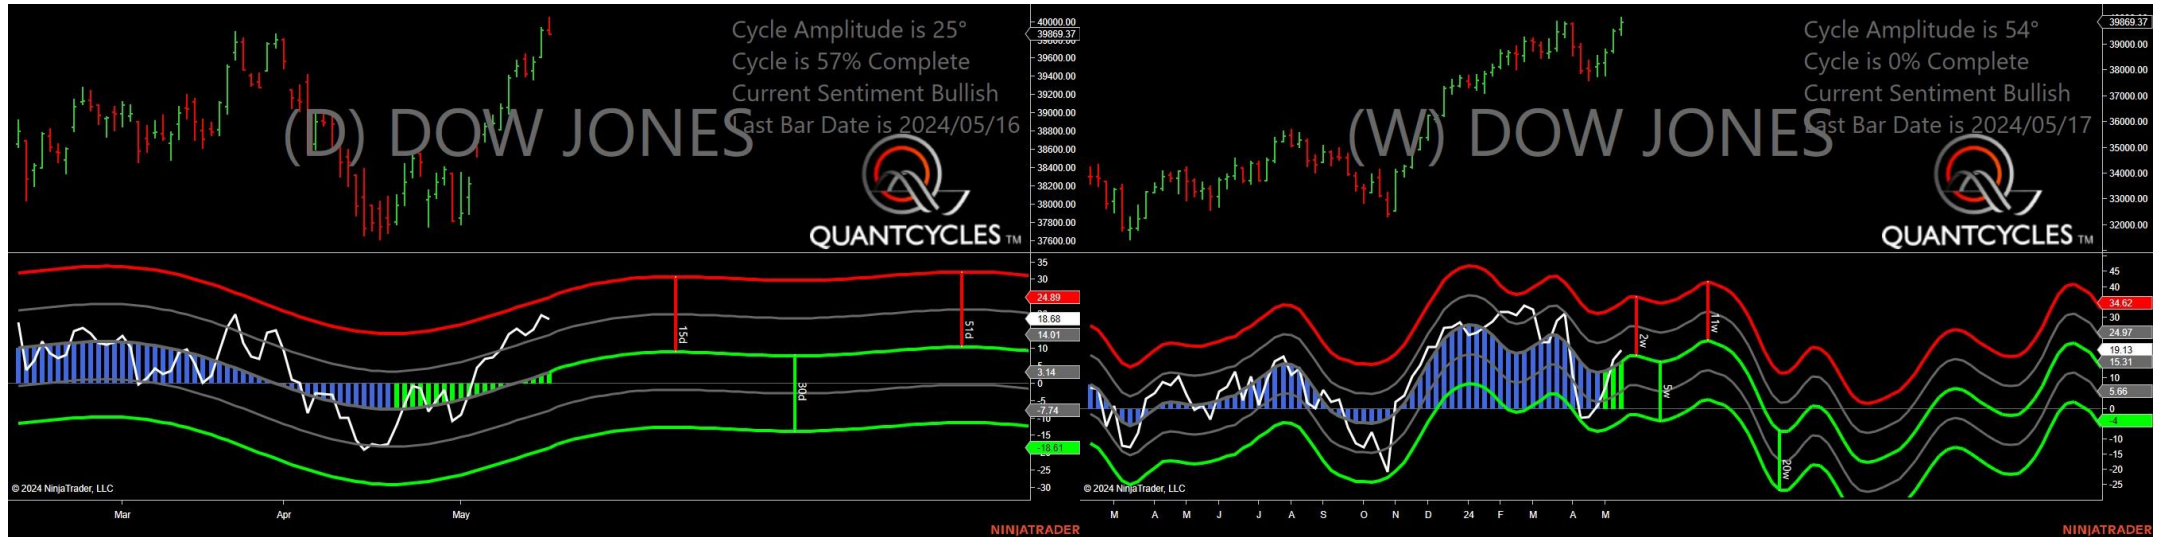 Cycle Amplitude is 25°
Cycle is 57% Complete
Current Sentiment Bullish
Last Bar Date is 2024/05/16
(D) DOW JONES
QUANTCYCLES TM
40000.00
39869.37
39600.00
39400.00
39200.00
39000.00
38800.00
38600.00
38400.00
38200.00
38000.00
37800.00
37600.00
35
30
24.89
18.68
14.01
10
3.14
0
-5
-7.74
-10
-15
-18.61
-25
-30
15d
30d
51d
© 2024 NinjaTrader, LLC
Mar Apr May
NINJATRADER
Cycle Amplitude is 54°
Cycle is 0% Complete
Current Sentiment Bullish
Last Bar Date is 2024/05/17
(W) DOW JONES
QUANTCYCLES TM
39869.37
39000.00
38000.00
37000.00
36000.00
35000.00
34000.00
33000.00
32000.00
45
40
34.62
30
24.97
19.13
15.31
10
5.66
0
-4
-10
-15
-20
-25
2w
5w
11w
20w
© 2024 NinjaTrader, LLC
M A M J J A S O N D 24 F M A M
NINJATRADER